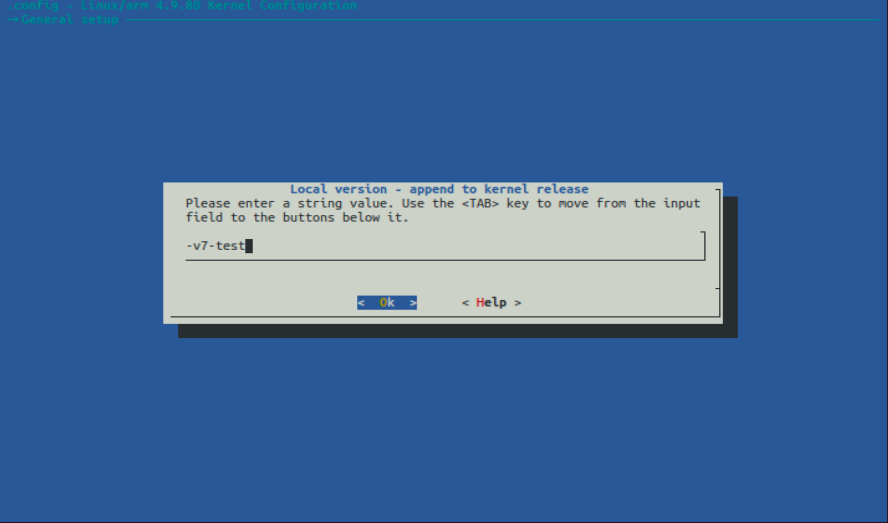 .config - Linux/arm 4.9.80 Kernel Configuration
→ General setup
Local version - append to kernel release
Please enter a string value. Use the <TAB> key to move from the input
field to the buttons below it.
-v7-test
< Ok > < Help >